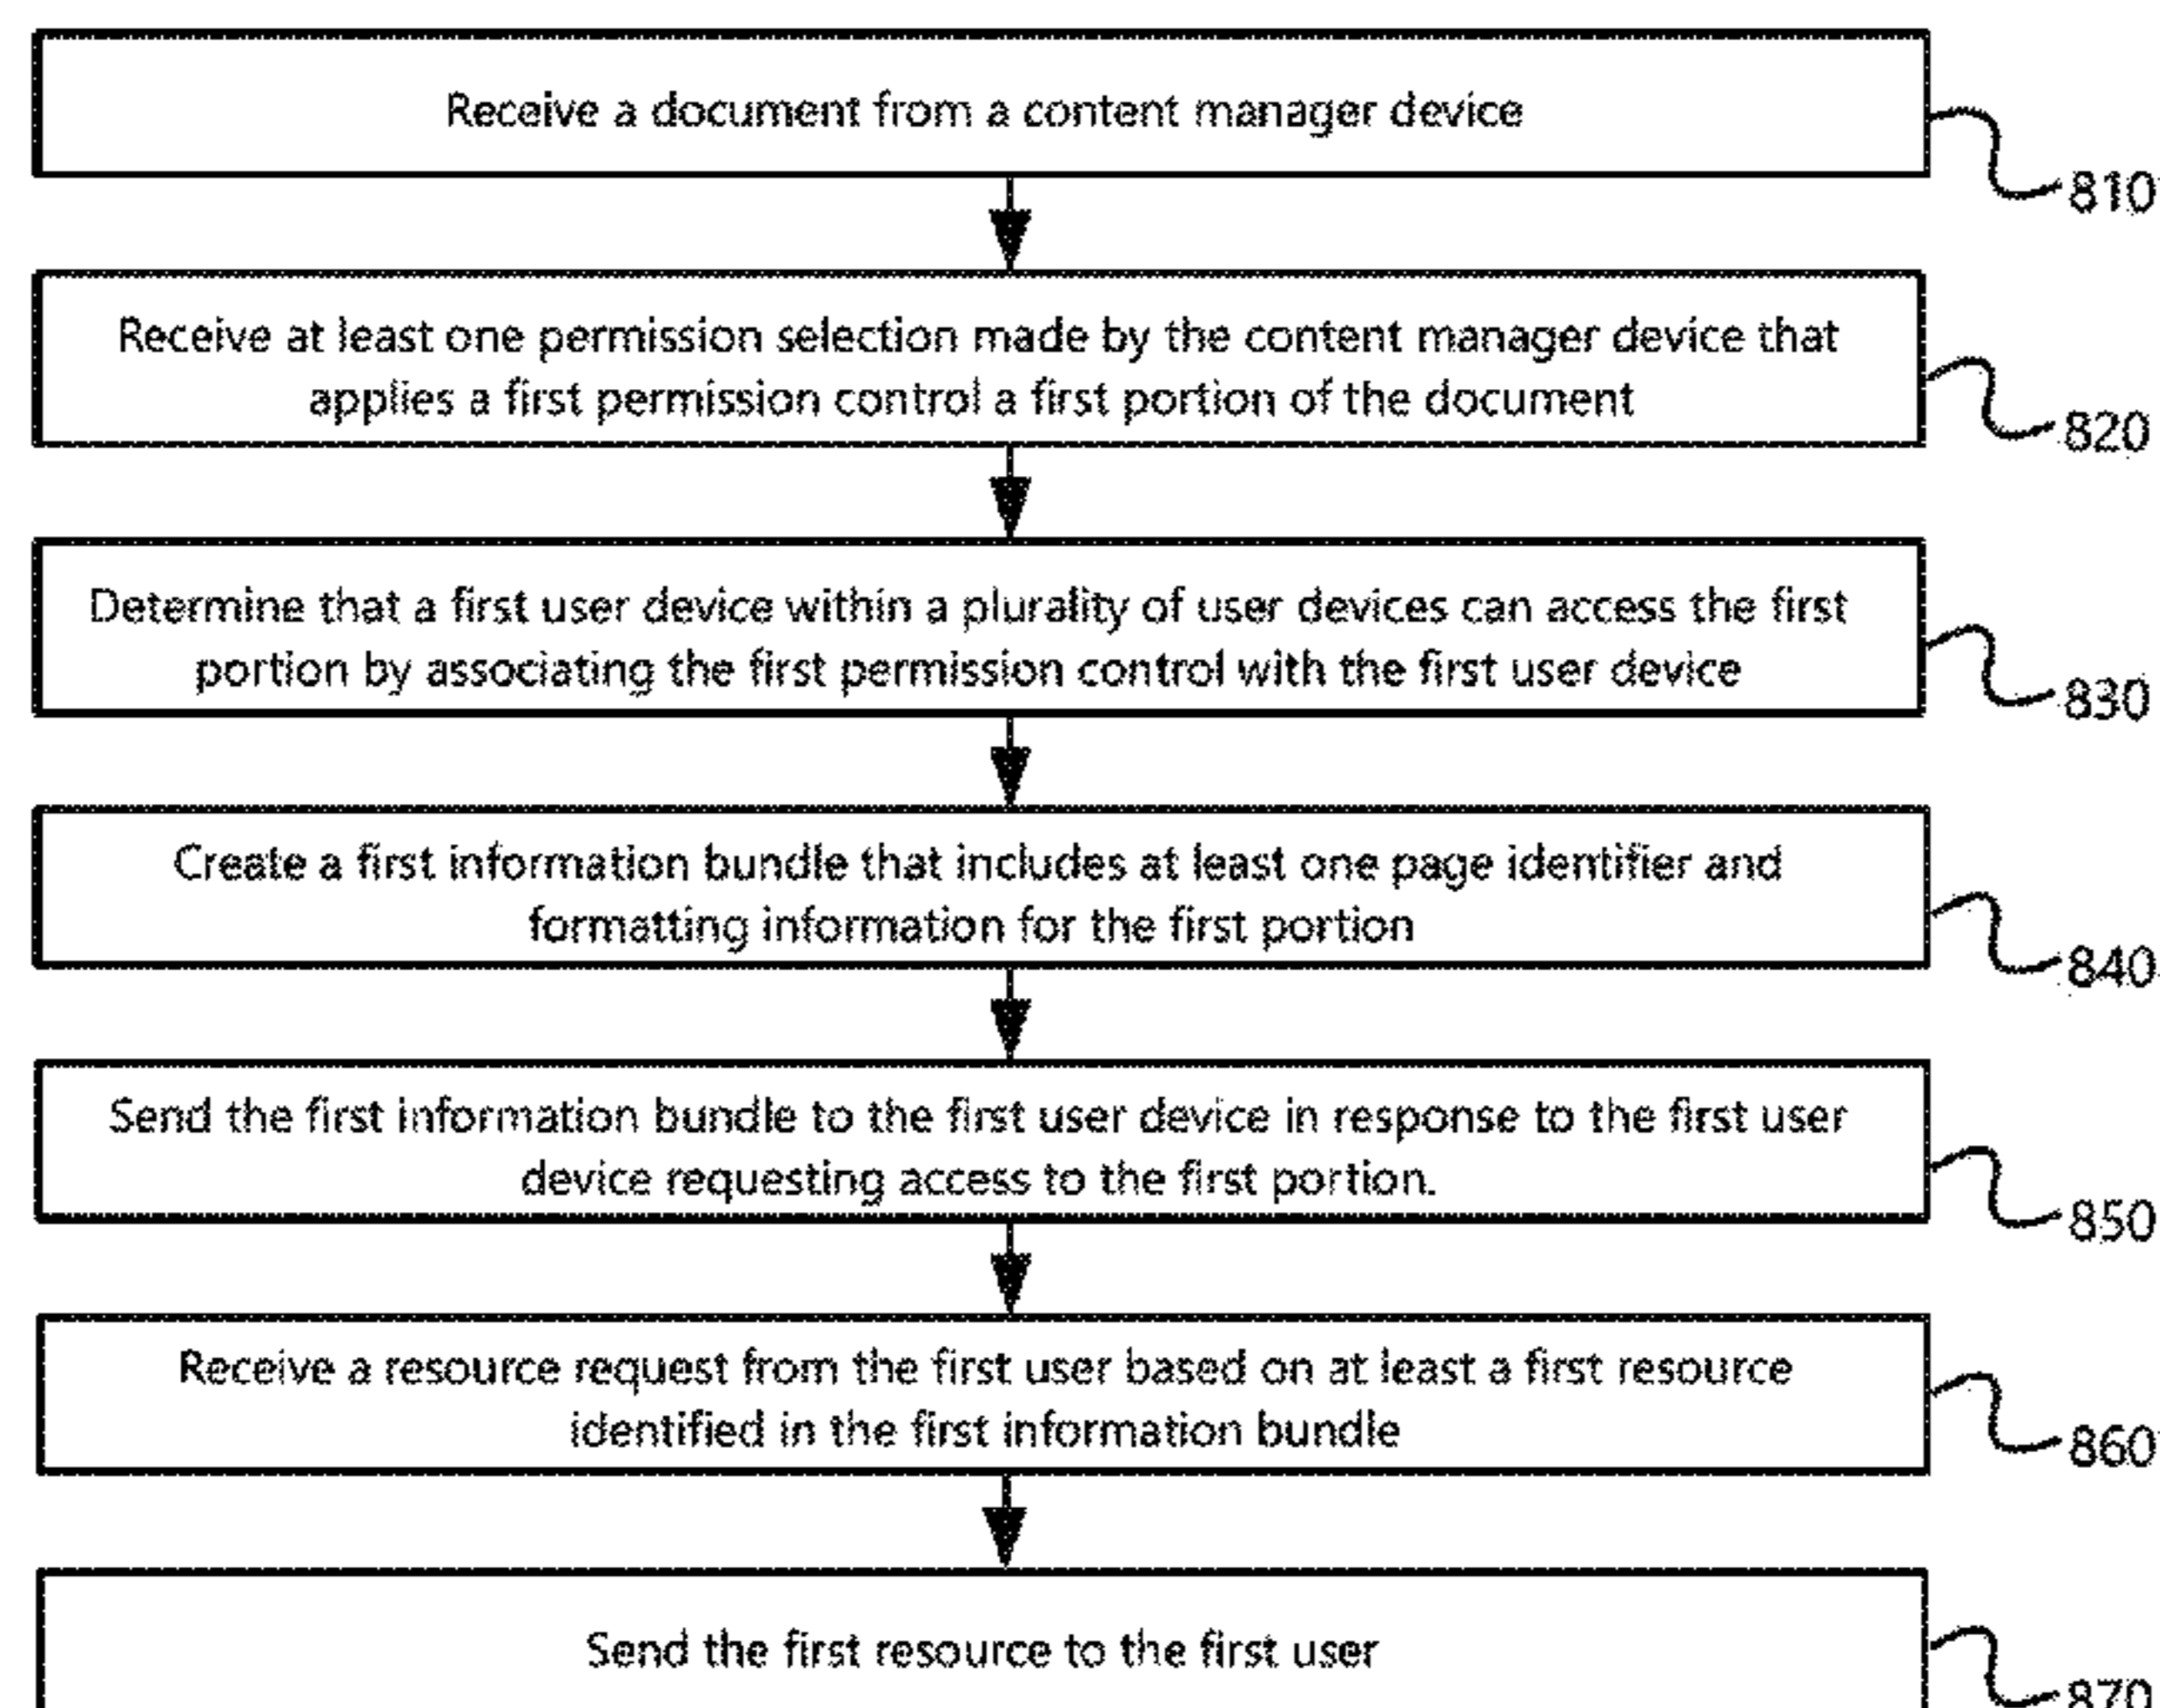 Receive a document from a content manager device
810
Receive at least one permission selection made by the content manager device that
applies a first permission control a first portion of the document
820
Determine that a first user device within a plurality of user devices can access the first
portion by associating the first permission control with the first user device
830
Create a first information bundle that includes at least one page identifier and
formatting information for the first portion
840
Send the first information bundle to the first user device in response to the first user
device requesting access to the first portion.
850
Receive a resource request from the first user based on at least a first resource
identified in the first information bundle
860
Send the first resource to the first user
870